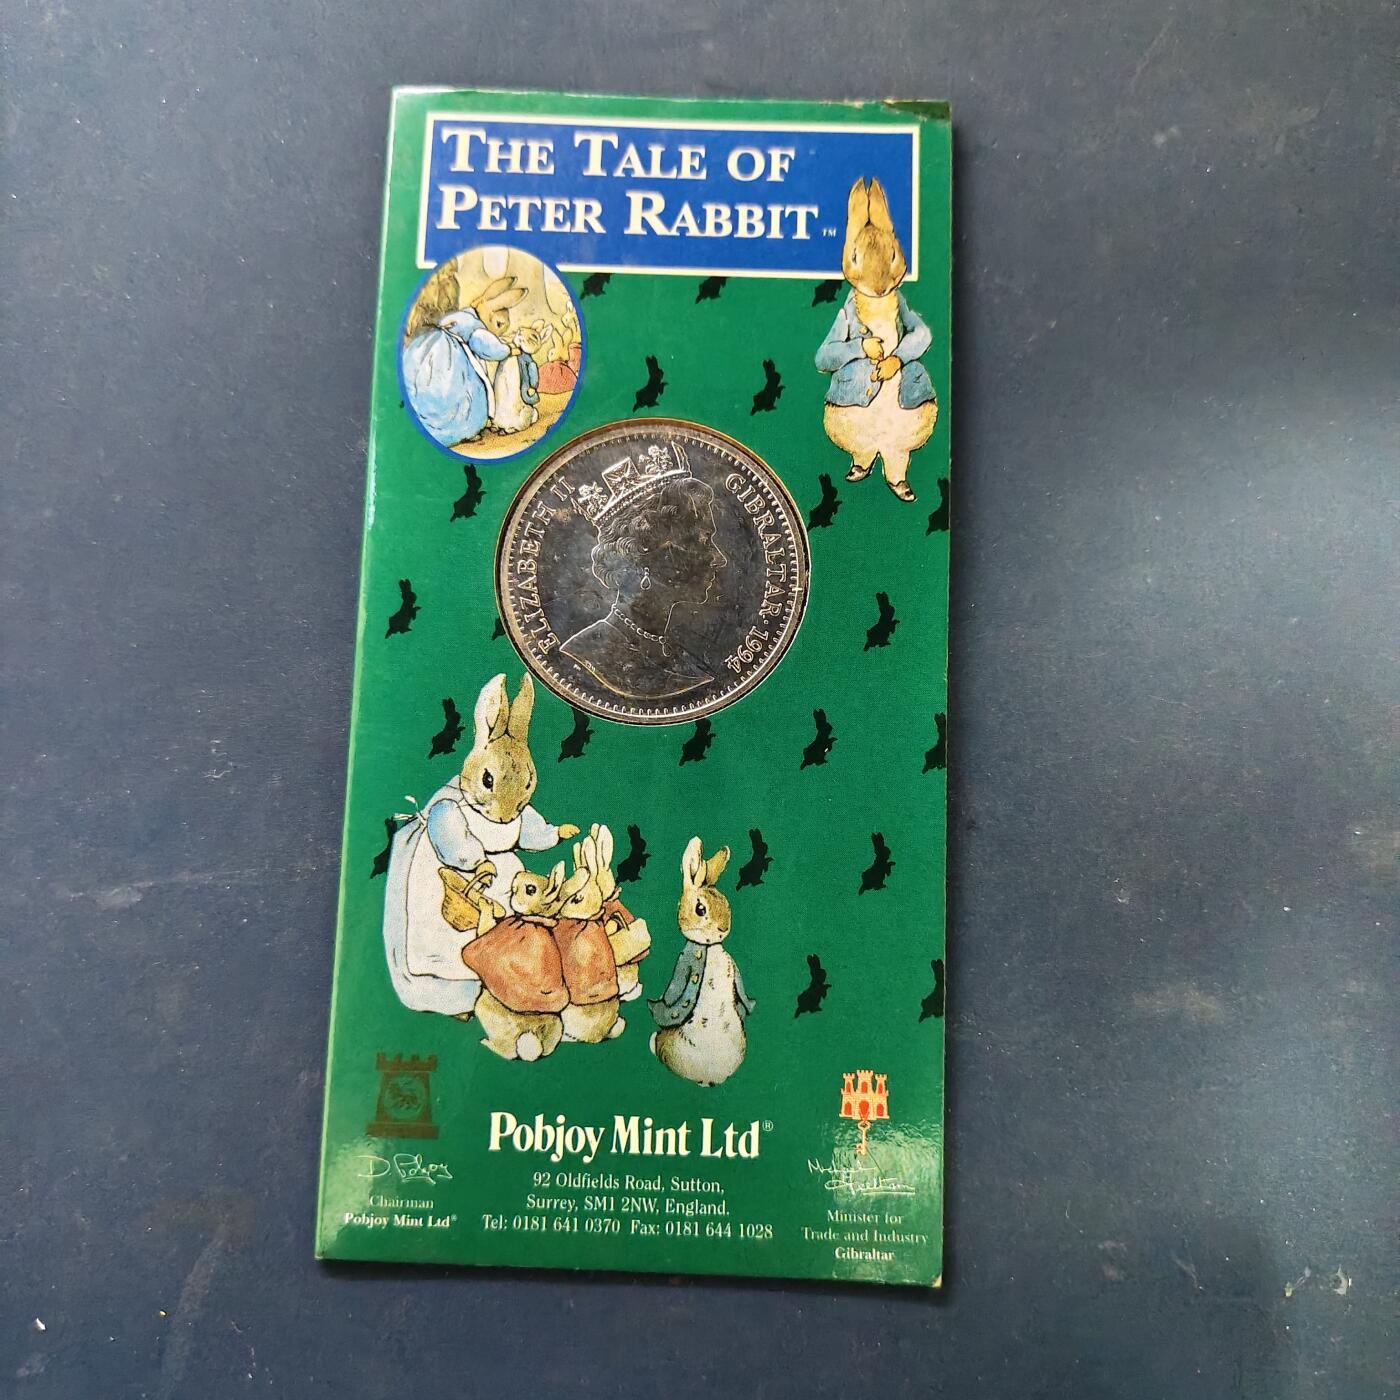 THE TALE OF
PETER RABBIT™
ELIZABETH II
GIBRALTAR · 1994
Pobjoy Mint Ltd®
92 Oldfields Road, Sutton,
Surrey, SM1 2NW, England.
Tel: 0181 641 0370 Fax: 0181 644 1028
D Pobjoy
Chairman
Pobjoy Mint Ltd®
Michael
Minister for
Trade and Industry
Gibraltar